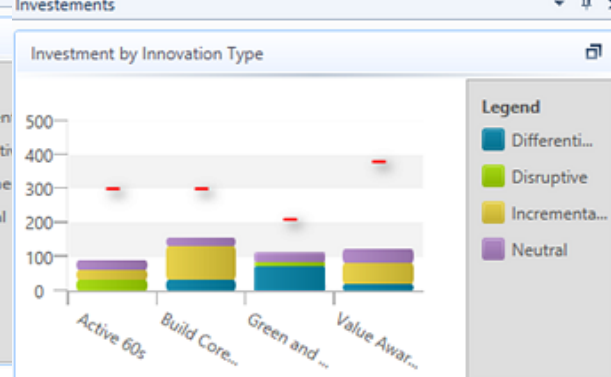 Investements
Investment by Innovation Type
500
400
300
200
100
0
Active 60s
Build Core...
Green and ...
Value Awar...
Legend
Differenti...
Disruptive
Incrementa...
Neutral